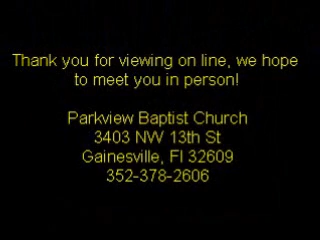 Thank you for viewing on line, we hope
to meet you in person!
Parkview Baptist Church
3403 NW 13th St
Gainesville, Fl 32609
352-378-2606